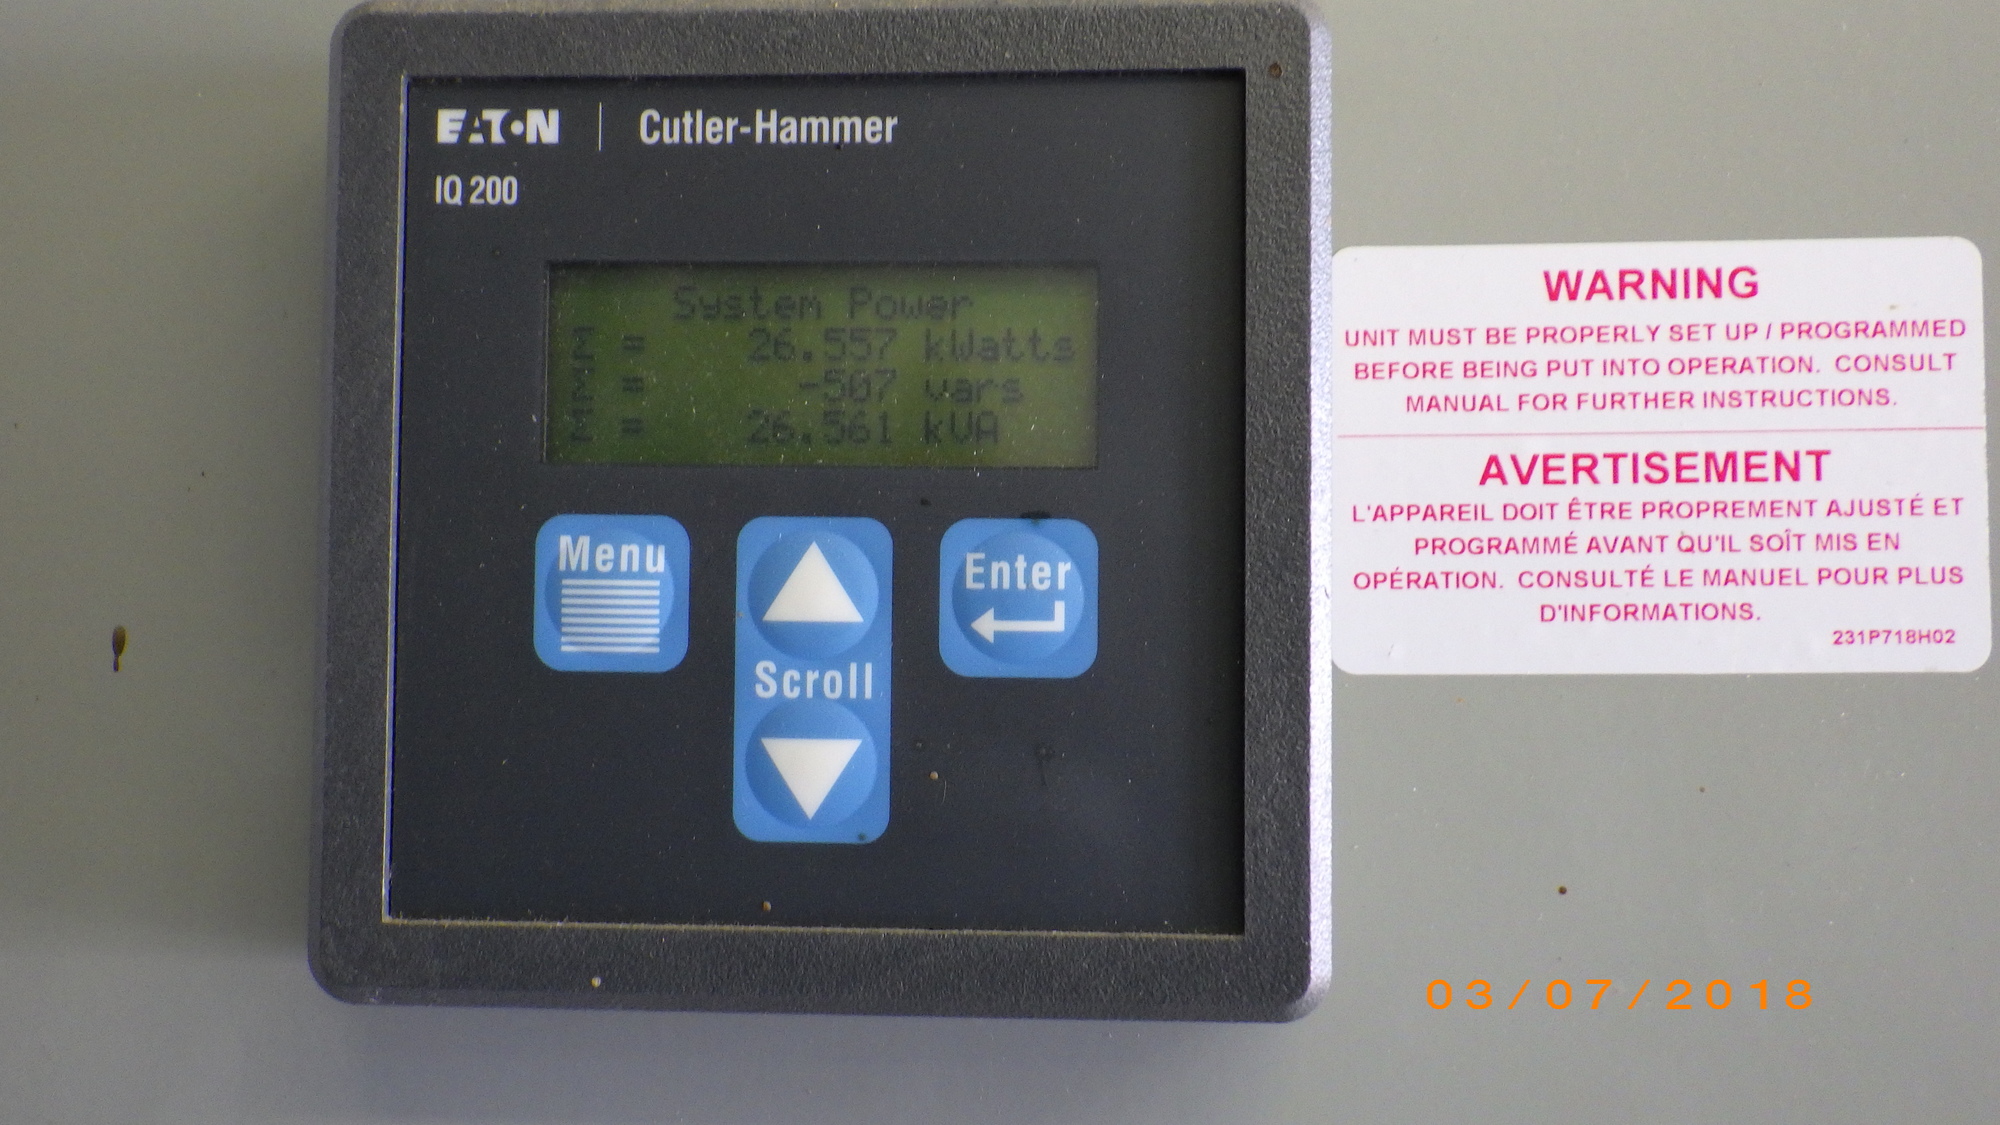 EATON | Cutler-Hammer
IQ 200
System Power
= 26.557 kWatts
= -507 vars
= 26.561 kVA
Menu
Enter
Scroll
WARNING
UNIT MUST BE PROPERLY SET UP / PROGRAMMED
BEFORE BEING PUT INTO OPERATION. CONSULT
MANUAL FOR FURTHER INSTRUCTIONS.
AVERTISEMENT
L'APPAREIL DOIT ÊTRE PROPREMENT AJUSTÉ ET
PROGRAMMÉ AVANT QU'IL SOÎT MIS EN
OPÉRATION. CONSULTÉ LE MANUEL POUR PLUS
D'INFORMATIONS.
231P718H02
03/07/2018